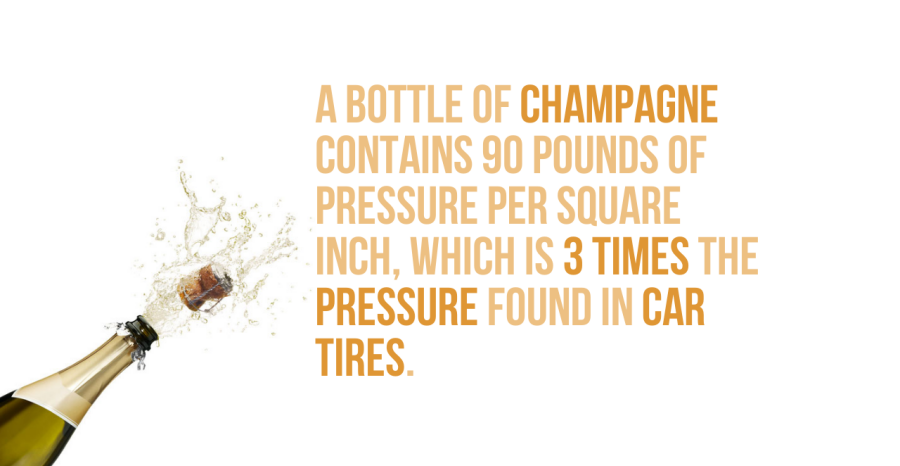 A BOTTLE OF CHAMPAGNE
CONTAINS 90 POUNDS OF
PRESSURE PER SQUARE
INCH, WHICH IS 3 TIMES THE
PRESSURE FOUND IN CAR
TIRES.